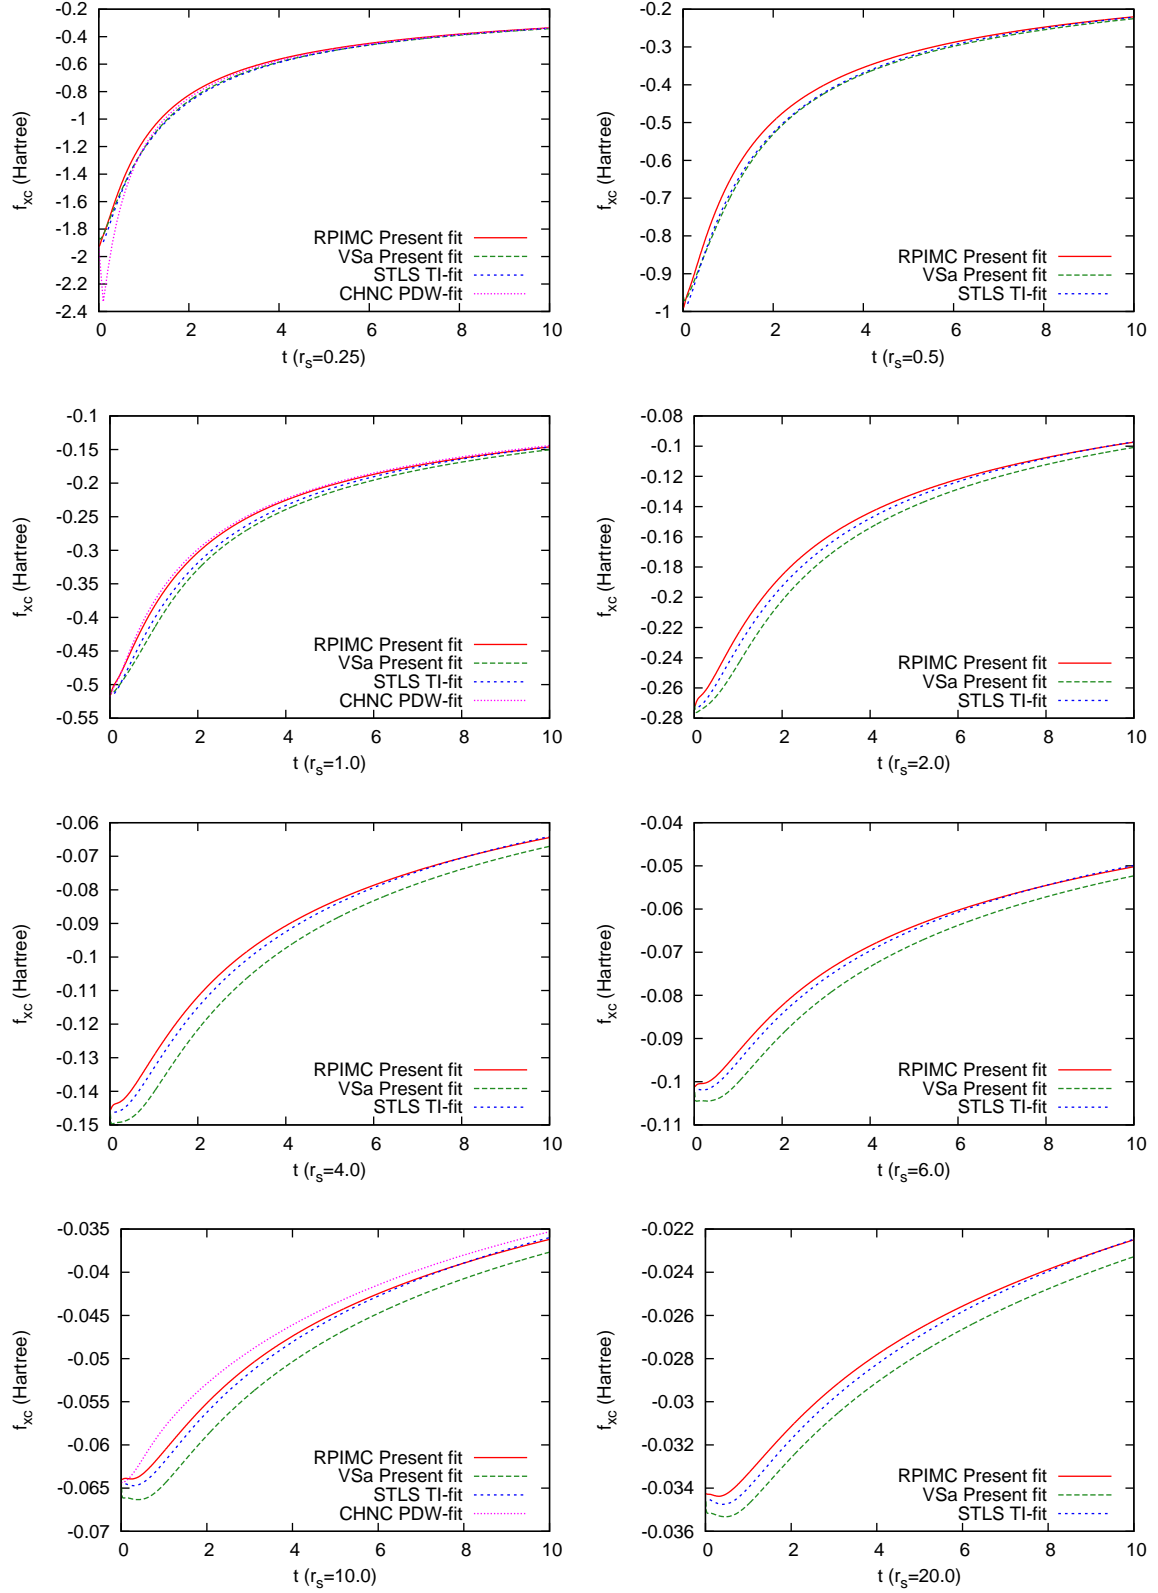 -0.2
-0.4
-0.6
-0.8
-1
-1.2
-1.4
-1.6
-1.8
-2
-2.2
-2.4
f_xc (Hartree)
RPIMC Present fit
VSa Present fit
STLS TI-fit
CHNC PDW-fit
0 2 4 6 8 10
t (r_s=0.25)
-0.2
-0.3
-0.4
-0.5
-0.6
-0.7
-0.8
-0.9
-1
f_xc (Hartree)
RPIMC Present fit
VSa Present fit
STLS TI-fit
0 2 4 6 8 10
t (r_s=0.5)
-0.1
-0.15
-0.2
-0.25
-0.3
-0.35
-0.4
-0.45
-0.5
-0.55
f_xc (Hartree)
RPIMC Present fit
VSa Present fit
STLS TI-fit
CHNC PDW-fit
0 2 4 6 8 10
t (r_s=1.0)
-0.08
-0.1
-0.12
-0.14
-0.16
-0.18
-0.2
-0.22
-0.24
-0.26
-0.28
f_xc (Hartree)
RPIMC Present fit
VSa Present fit
STLS TI-fit
0 2 4 6 8 10
t (r_s=2.0)
-0.06
-0.07
-0.08
-0.09
-0.1
-0.11
-0.12
-0.13
-0.14
-0.15
f_xc (Hartree)
RPIMC Present fit
VSa Present fit
STLS TI-fit
0 2 4 6 8 10
t (r_s=4.0)
-0.04
-0.05
-0.06
-0.07
-0.08
-0.09
-0.1
-0.11
f_xc (Hartree)
RPIMC Present fit
VSa Present fit
STLS TI-fit
0 2 4 6 8 10
t (r_s=6.0)
-0.035
-0.04
-0.045
-0.05
-0.055
-0.06
-0.065
-0.07
f_xc (Hartree)
RPIMC Present fit
VSa Present fit
STLS TI-fit
CHNC PDW-fit
0 2 4 6 8 10
t (r_s=10.0)
-0.022
-0.024
-0.026
-0.028
-0.03
-0.032
-0.034
-0.036
f_xc (Hartree)
RPIMC Present fit
VSa Present fit
STLS TI-fit
0 2 4 6 8 10
t (r_s=20.0)